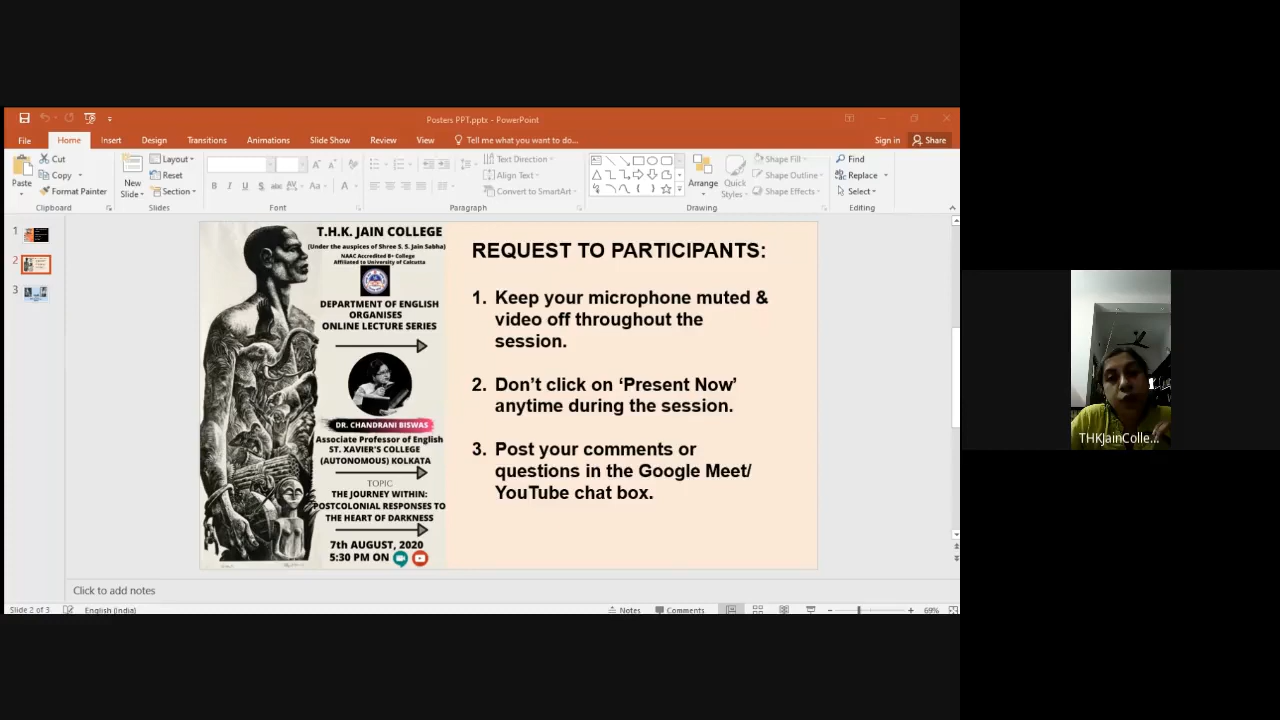 Posters PPT.pptx - PowerPoint
File Home Insert Design Transitions Animations Slide Show Review View Tell me what you want to do... Sign in Share
Paste
Cut
Copy
Format Painter
Clipboard
New Slide
Layout
Reset
Section
Slides
B I U S abc AV Aa A
Font
Paragraph
Text Direction
Align Text
Convert to SmartArt
Arrange
Quick Styles
Shape Fill
Shape Outline
Shape Effects
Drawing
Find
Replace
Select
Editing
1
2
3
T.H.K. JAIN COLLEGE
(Under the auspices of Shree S. S. Jain Sabha)
NAAC Accredited B+ College
Affiliated to University of Calcutta
DEPARTMENT OF ENGLISH
ORGANISES
ONLINE LECTURE SERIES
DR. CHANDRANI BISWAS
Associate Professor of English
ST. XAVIER'S COLLEGE
(AUTONOMOUS) KOLKATA
TOPIC
THE JOURNEY WITHIN:
POSTCOLONIAL RESPONSES TO
THE HEART OF DARKNESS
7th AUGUST, 2020
5:30 PM ON
REQUEST TO PARTICIPANTS:
1. Keep your microphone muted &
video off throughout the
session.
2. Don't click on ‘Present Now’
anytime during the session.
3. Post your comments or
questions in the Google Meet/
YouTube chat box.
THKJainColle...
Click to add notes
Slide 2 of 3 English (India) Notes Comments 69%